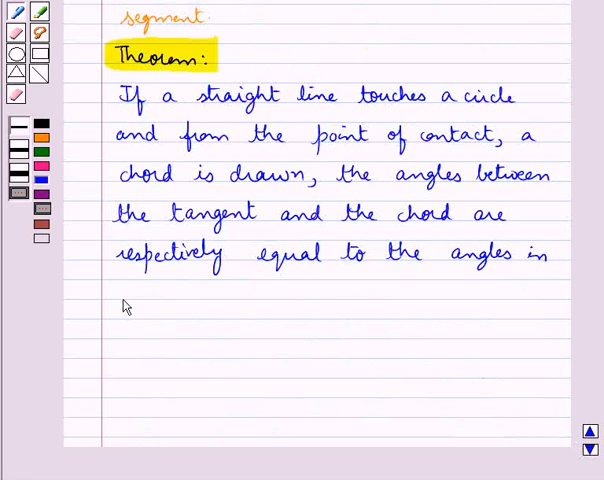 segment.
Theorem:
If a straight line touches a circle
and from the point of contact, a
chord is drawn, the angles between
the tangent and the chord are
respectively equal to the angles in